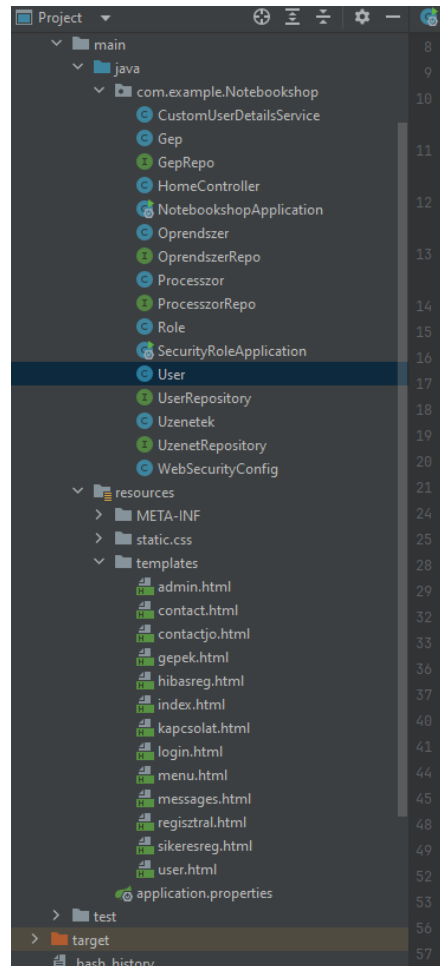 Project
main
java
com.example.Notebookshop
CustomUserDetailsService
Gep
GepRepo
HomeController
NotebookshopApplication
Oprendszer
OprendszerRepo
Processzor
ProcesszorRepo
Role
SecurityRoleApplication
User
UserRepository
Uzenetek
UzenetRepository
WebSecurityConfig
resources
META-INF
static.css
templates
admin.html
contact.html
contactjo.html
gepek.html
hibasreg.html
index.html
kapcsolat.html
login.html
menu.html
messages.html
regisztral.html
sikeresreg.html
user.html
application.properties
test
target
.bash_history
8
9
10
11
12
13
14
15
16
17
18
19
20
21
24
25
28
29
32
33
36
37
40
41
44
45
48
49
52
53
56
57